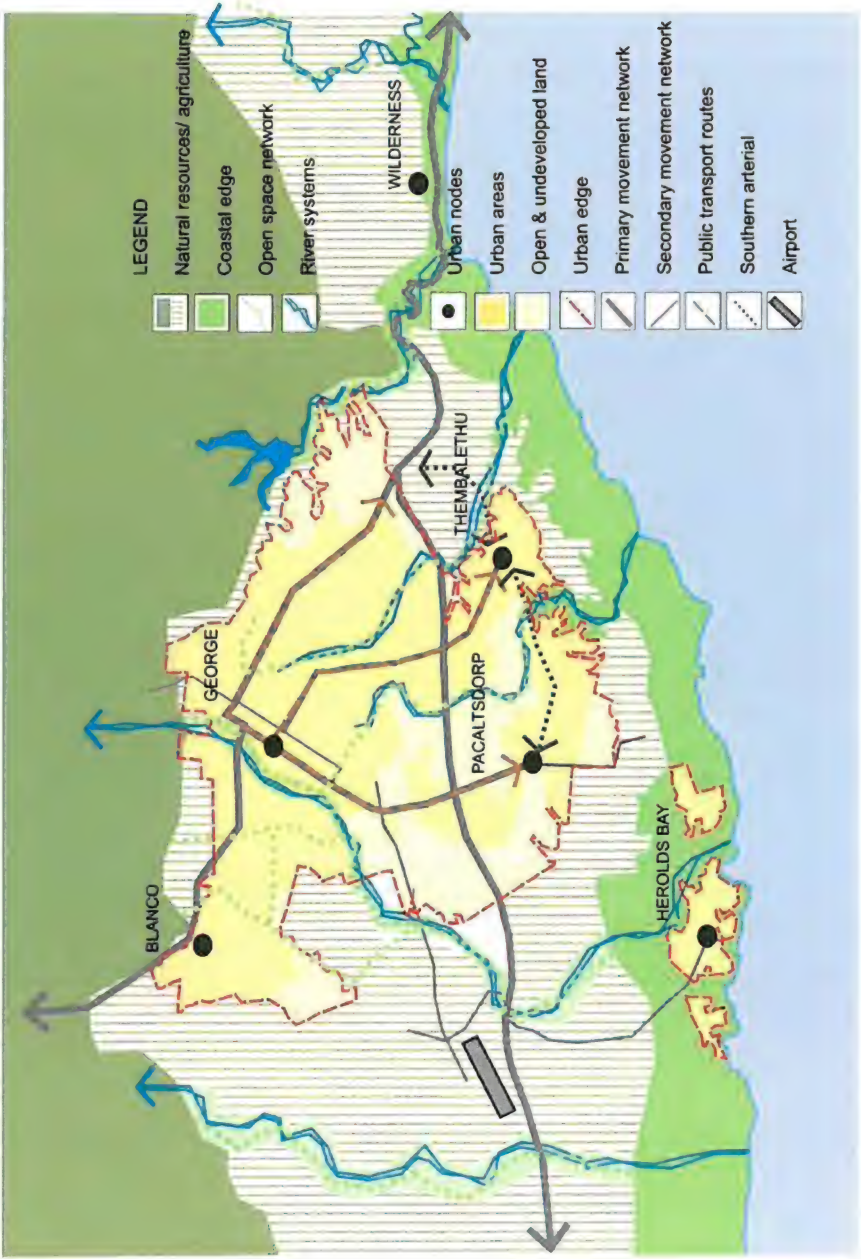 BLANCO
GEORGE
THEMBALETHU
PACALTSDORP
HEROLDS BAY
WILDERNESS
LEGEND
Natural resources/ agriculture
Coastal edge
Open space network
River systems
Urban nodes
Urban areas
Open & undeveloped land
Urban edge
Primary movement network
Secondary movement network
Public transport routes
Southern arterial
Airport